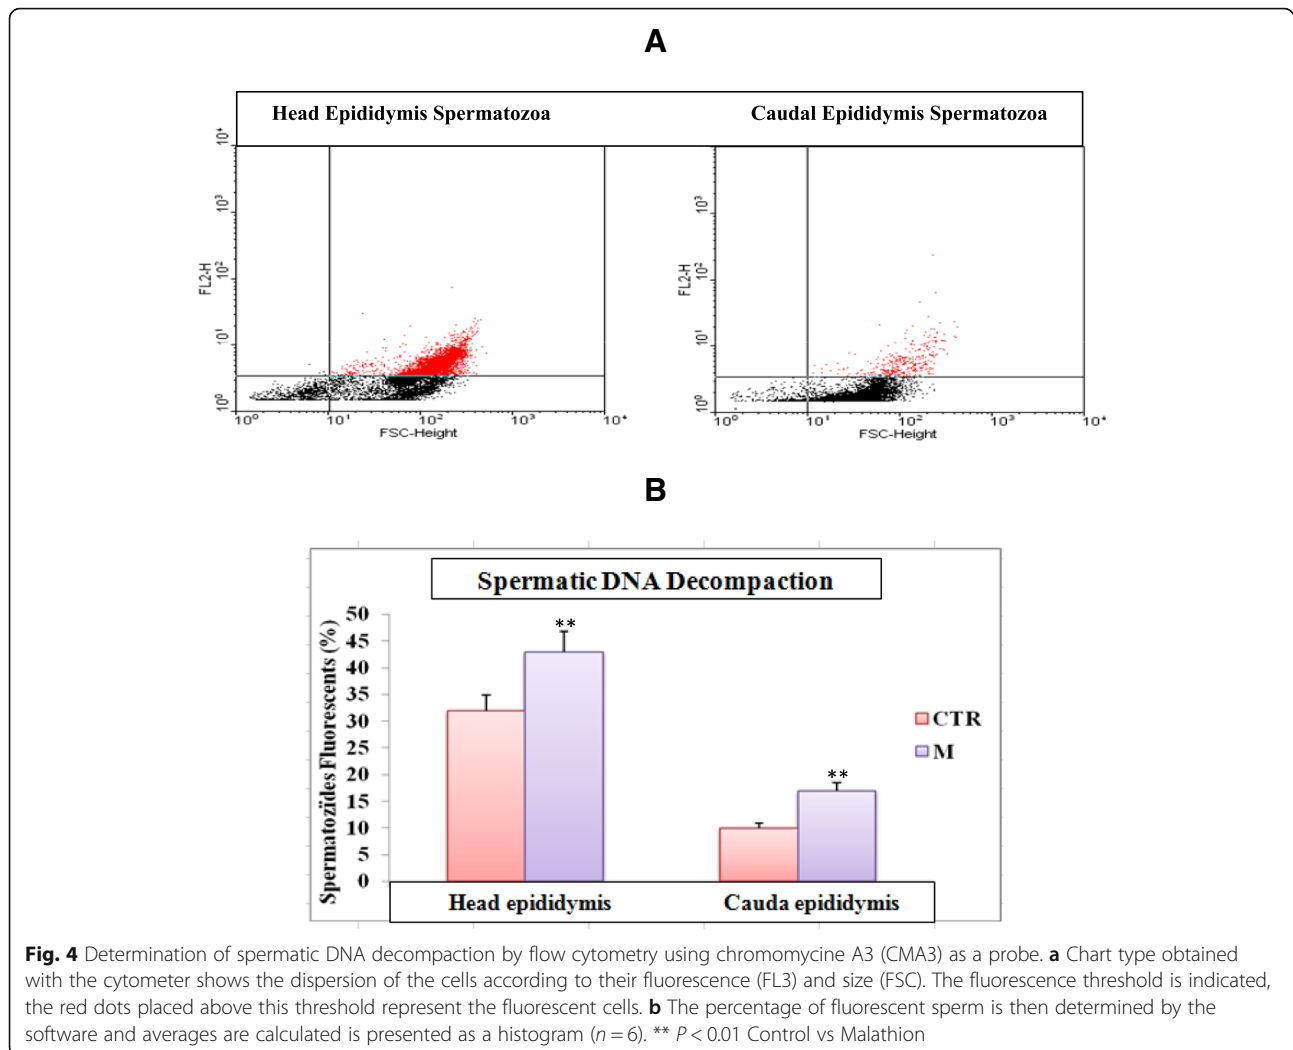 A
Head Epididymis Spermatozoa
Caudal Epididymis Spermatozoa
10⁴
10³
10²
10¹
10⁰
FL2-H
10⁰ 10¹ 10² 10³ 10⁴
FSC-Height
10³
10²
10¹
10⁰
FL2-H
10⁰ 10¹ 10² 10³ 10⁴
FSC-Height
B
Spermatic DNA Decompaction
Spermatozïdes Fluorescents (%)
50
45
40
35
30
25
20
15
10
5
0
**
**
CTR
M
Head epididymis
Cauda epididymis
Fig. 4 Determination of spermatic DNA decompaction by flow cytometry using chromomycine A3 (CMA3) as a probe. a Chart type obtained
with the cytometer shows the dispersion of the cells according to their fluorescence (FL3) and size (FSC). The fluorescence threshold is indicated,
the red dots placed above this threshold represent the fluorescent cells. b The percentage of fluorescent sperm is then determined by the
software and averages are calculated is presented as a histogram (n = 6). ** P < 0.01 Control vs Malathion